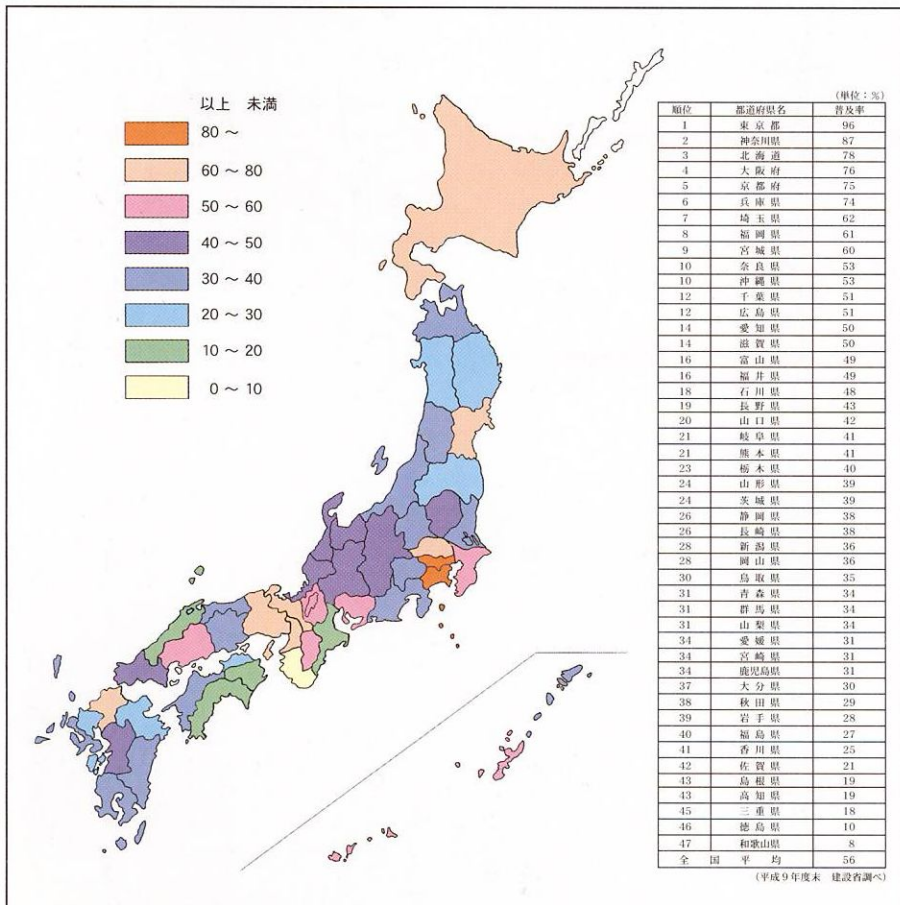 以上 未満
80 ~
60 ~ 80
50 ~ 60
40 ~ 50
30 ~ 40
20 ~ 30
10 ~ 20
0 ~ 10
(単位:%)
順位 都道府県名 普及率
1 東京都 96
2 神奈川県 87
3 北海道 78
4 大阪府 76
5 京都府 75
6 兵庫県 74
7 埼玉県 62
8 福岡県 61
9 宮城県 60
10 奈良県 53
10 沖縄県 53
12 千葉県 51
12 広島県 51
14 愛知県 50
14 滋賀県 50
16 富山県 49
16 福井県 49
18 石川県 48
19 長野県 43
20 山口県 42
21 岐阜県 41
21 熊本県 41
23 栃木県 40
24 山形県 39
24 茨城県 39
26 静岡県 38
26 長崎県 38
28 新潟県 36
28 岡山県 36
30 鳥取県 35
31 青森県 34
31 群馬県 34
31 山梨県 34
34 愛媛県 31
34 宮崎県 31
34 鹿児島県 31
37 大分県 30
38 秋田県 29
39 岩手県 28
40 福島県 27
41 香川県 25
42 佐賀県 21
43 島根県 19
43 高知県 19
45 三重県 18
46 徳島県 10
47 和歌山県 8
全国平均 56
(平成9年度末 建設省調べ)